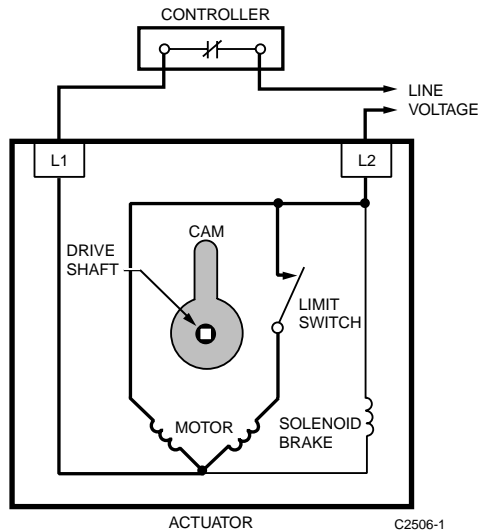 CONTROLLER
LINE
VOLTAGE
L1
L2
CAM
DRIVE
SHAFT
LIMIT
SWITCH
MOTOR
SOLENOID
BRAKE
ACTUATOR
C2506-1